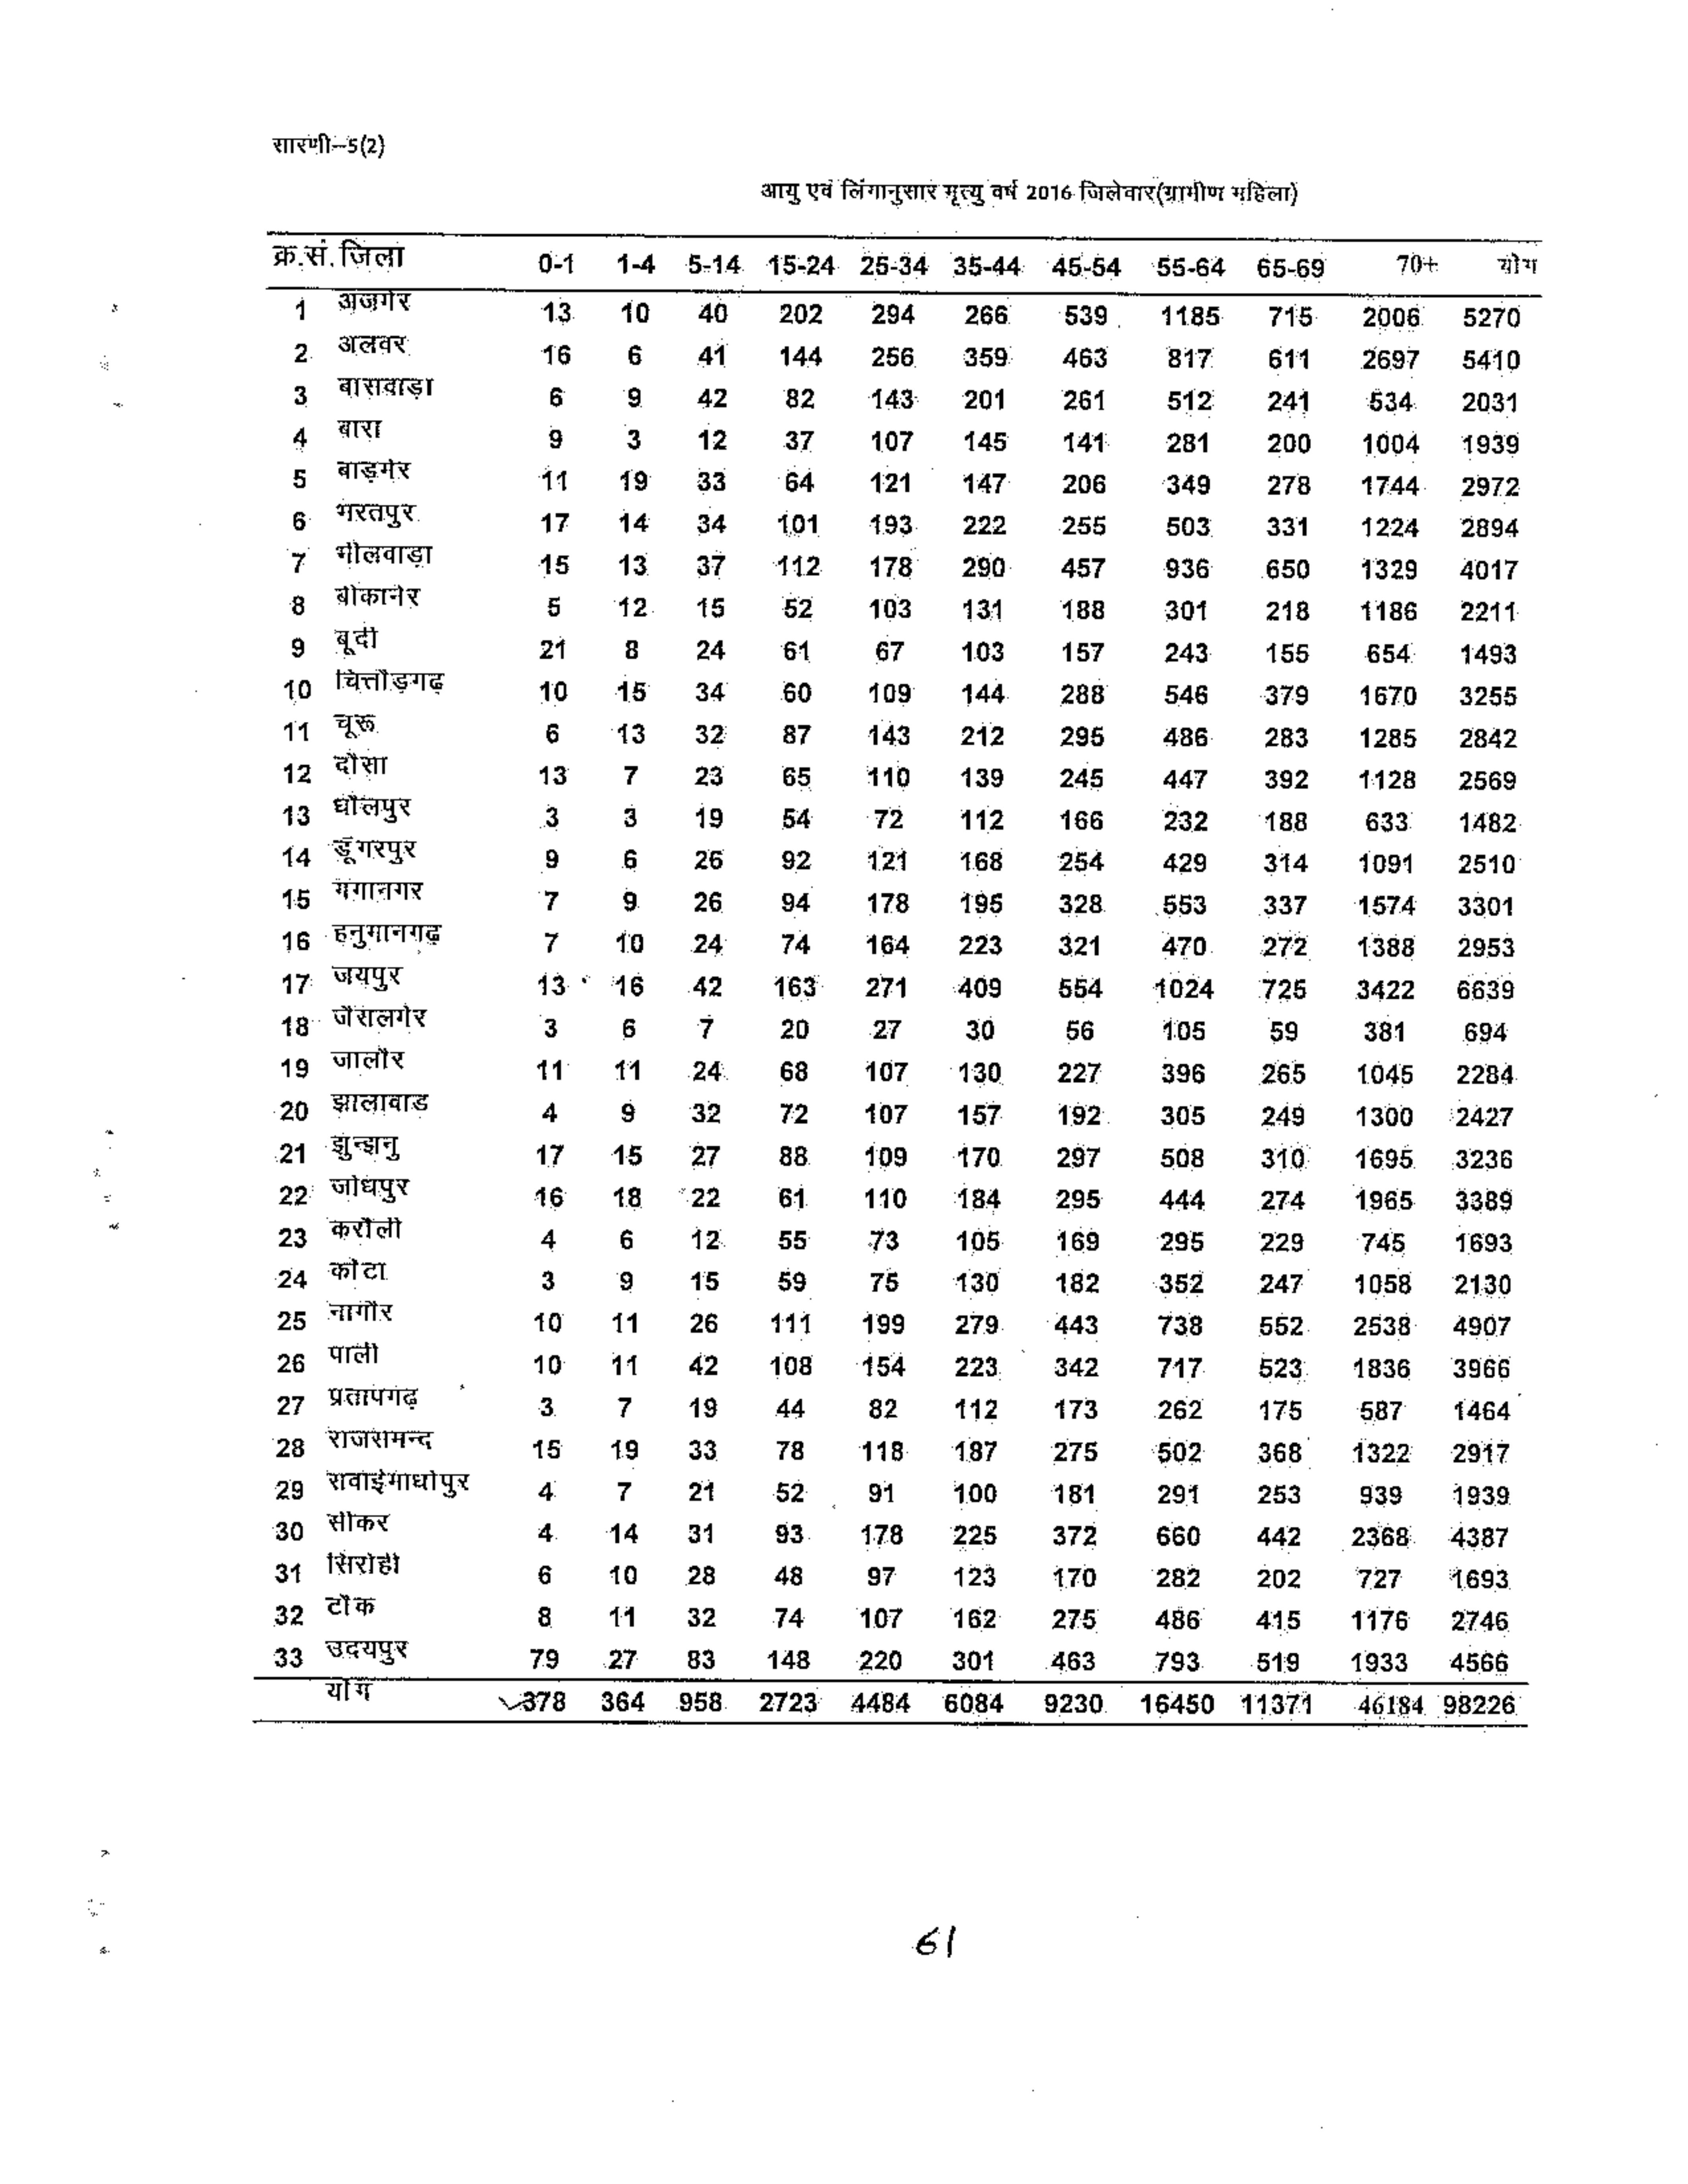 सारणी–5(2)
आयु एवं लिंगानुसार मृत्यु वर्ष 2016 जिलेवार(ग्रामीण महिला)
क्र.सं. जिला 0-1 1-4 5-14 15-24 25-34 35-44 45-54 55-64 65-69 70+ योग
1 अजमेर 13 10 40 202 294 266 539 1185 715 2006 5270
2 अलवर 16 6 41 144 256 359 463 817 611 2697 5410
3 बासवाड़ा 6 9 42 82 143 201 261 512 241 534 2031
4 बारा 9 3 12 37 107 145 141 281 200 1004 1939
5 बाड़मेर 11 19 33 64 121 147 206 349 278 1744 2972
6 भरतपुर 17 14 34 101 193 222 255 503 331 1224 2894
7 भीलवाड़ा 15 13 37 112 178 290 457 936 650 1329 4017
8 बीकानेर 5 12 15 52 103 131 188 301 218 1186 2211
9 बूदी 21 8 24 61 67 103 157 243 155 654 1493
10 चित्तौड़गढ़ 10 15 34 60 109 144 288 546 379 1670 3255
11 चूरू 6 13 32 87 143 212 295 486 283 1285 2842
12 दौसा 13 7 23 65 110 139 245 447 392 1128 2569
13 धौलपुर 3 3 19 54 72 112 166 232 188 633 1482
14 डूँगरपुर 9 6 26 92 121 168 254 429 314 1091 2510
15 गंगानगर 7 9 26 94 178 195 328 553 337 1574 3301
16 हनुमानगढ़ 7 10 24 74 164 223 321 470 272 1388 2953
17 जयपुर 13 16 42 163 271 409 554 1024 725 3422 6639
18 जैसलमेर 3 6 7 20 27 30 56 105 59 381 694
19 जालौर 11 11 24 68 107 130 227 396 265 1045 2284
20 झालावाड 4 9 32 72 107 157 192 305 249 1300 2427
21 झुन्झनु 17 15 27 88 109 170 297 508 310 1695 3236
22 जोधपुर 16 18 22 61 110 184 295 444 274 1965 3389
23 करौली 4 6 12 55 73 105 169 295 229 745 1693
24 कोटा 3 9 15 59 75 130 182 352 247 1058 2130
25 नागौर 10 11 26 111 199 279 443 738 552 2538 4907
26 पाली 10 11 42 108 154 223 342 717 523 1836 3966
27 प्रतापगढ़ 3 7 19 44 82 112 173 262 175 587 1464
28 राजसमन्द 15 19 33 78 118 187 275 502 368 1322 2917
29 सवाईमाधोपुर 4 7 21 52 91 100 181 291 253 939 1939
30 सीकर 4 14 31 93 178 225 372 660 442 2368 4387
31 सिरोही 6 10 28 48 97 123 170 282 202 727 1693
32 टोंक 8 11 32 74 107 162 275 486 415 1176 2746
33 उदयपुर 79 27 83 148 220 301 463 793 519 1933 4566
योग 378 364 958 2723 4484 6084 9230 16450 11371 46184 98226
61